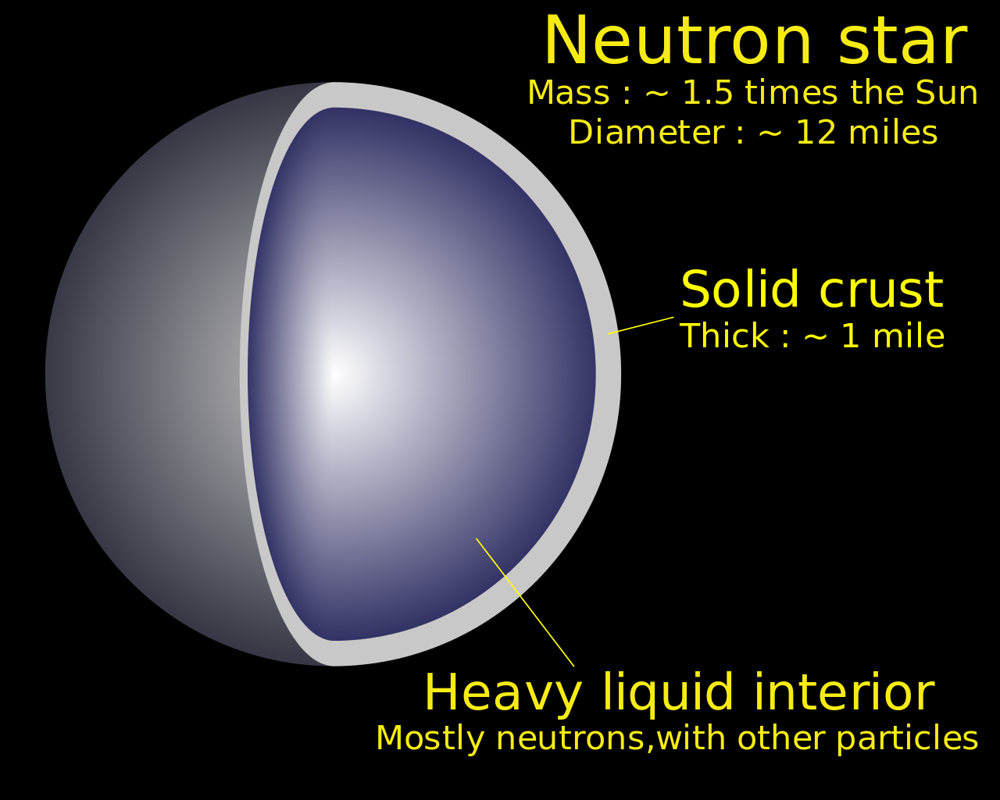 Neutron star
Mass : ~ 1.5 times the Sun
Diameter : ~ 12 miles
Solid crust
Thick : ~ 1 mile
Heavy liquid interior
Mostly neutrons,with other particles